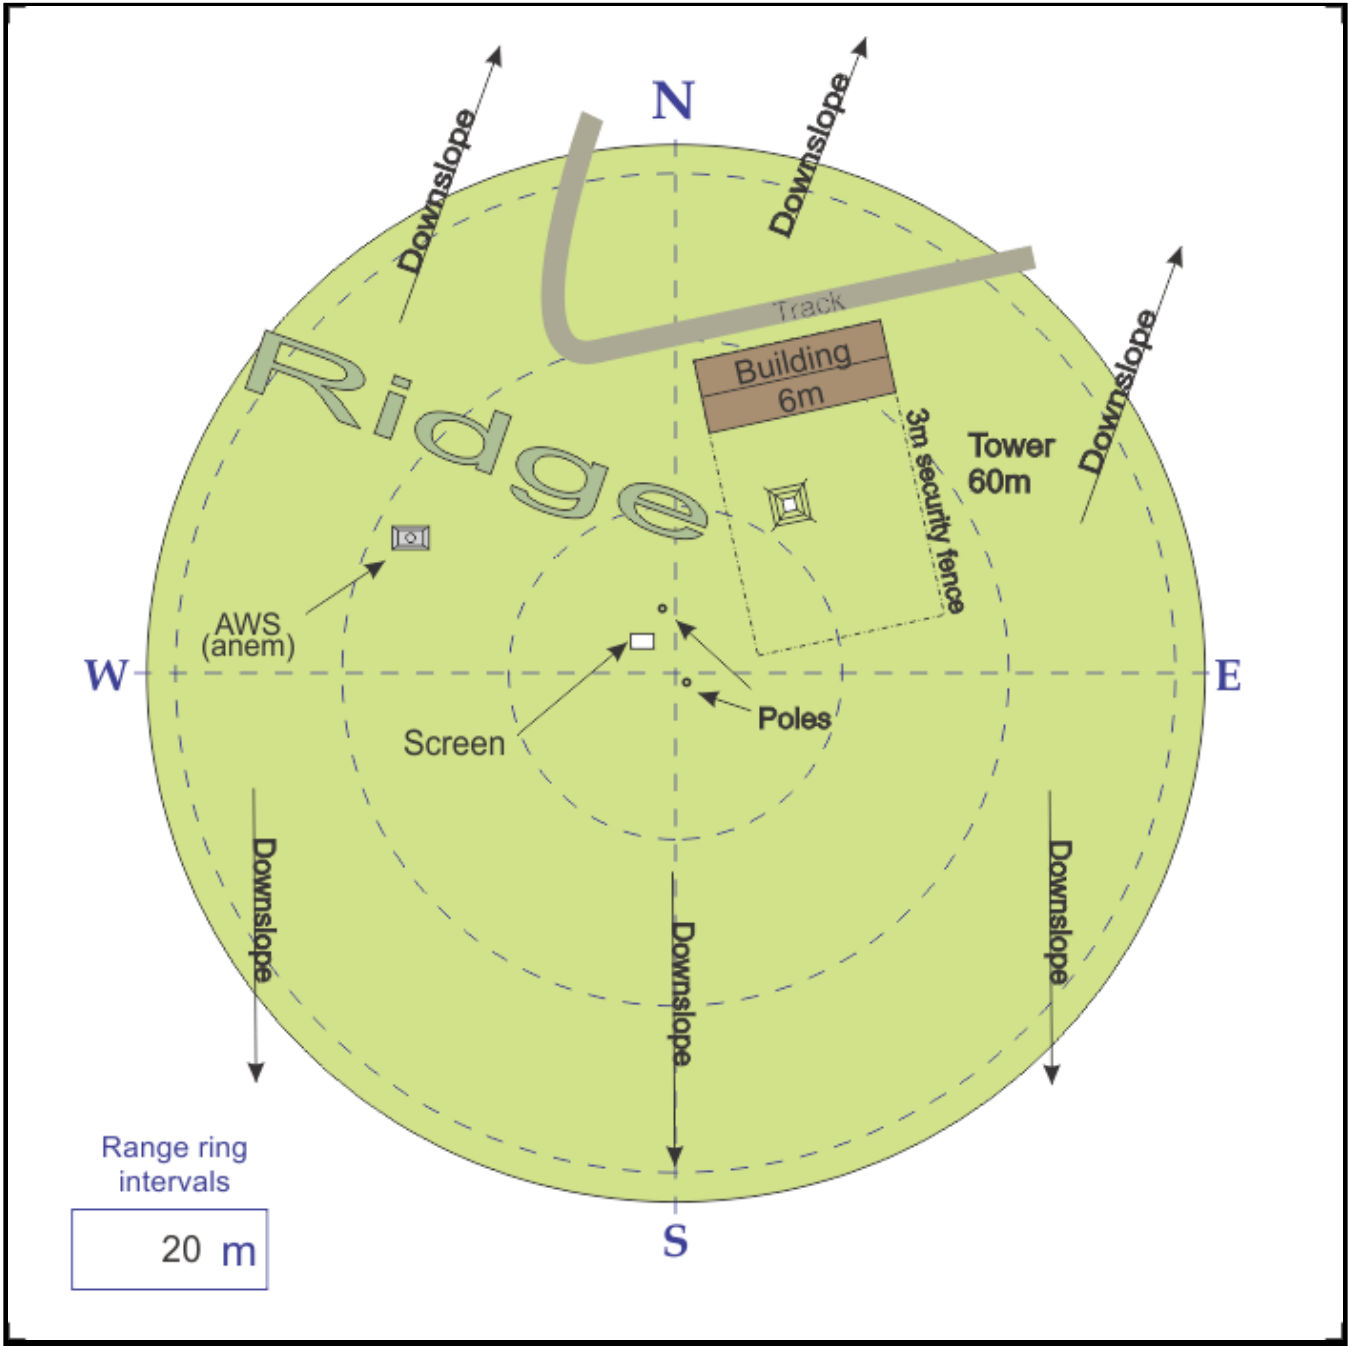 N
Downslope
Downslope
Track
Downslope
Ridge
Building
6m
3m security fence
Tower
60m
AWS
(anem)
W
E
Screen
Poles
Downslope
Downslope
Downslope
Range ring
intervals
20 m
S